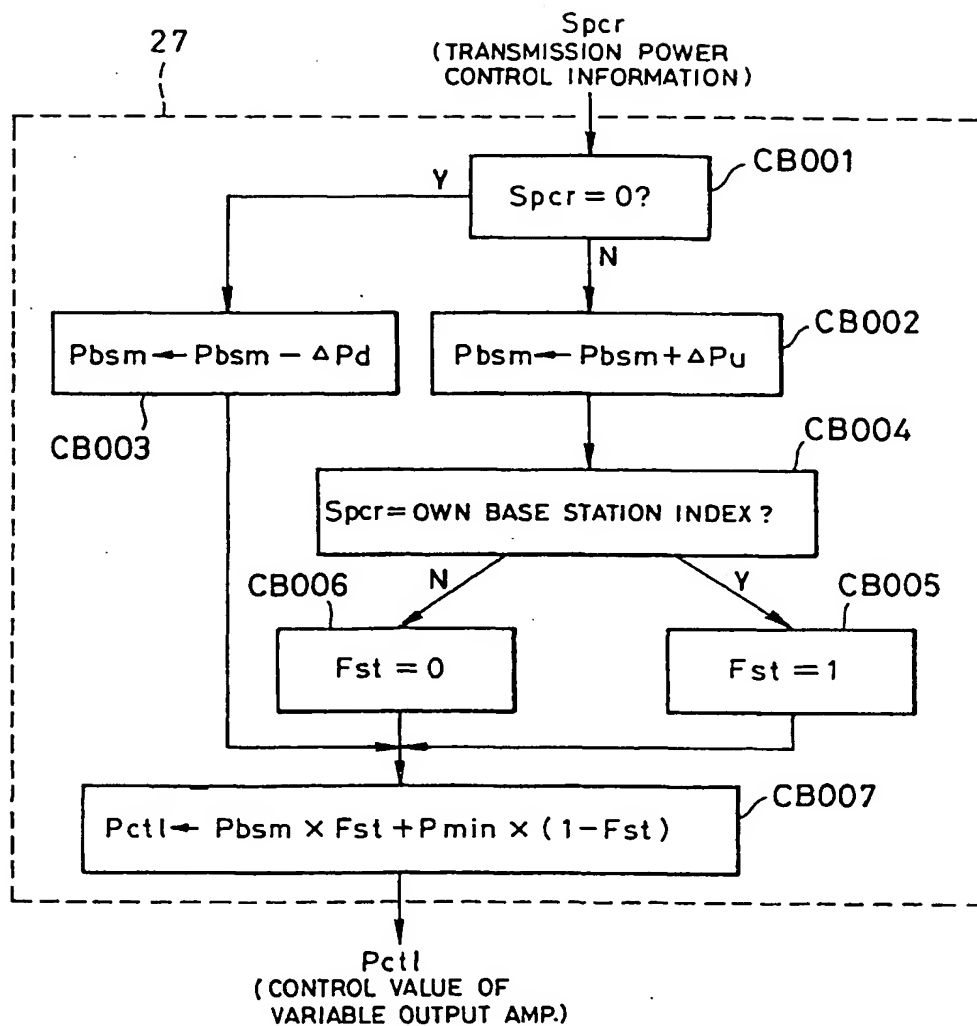 27
Spcr
(TRANSMISSION POWER
CONTROL INFORMATION)
CB001
Spcr = 0?
Y
N
CB002
Pbsm ← Pbsm - ΔPd
Pbsm ← Pbsm + ΔPu
CB003
CB004
Spcr = OWN BASE STATION INDEX?
CB006
N
Y
CB005
Fst = 0
Fst = 1
CB007
Pctl ← Pbsm × Fst + Pmin × (1-Fst)
Pctl
(CONTROL VALUE OF
VARIABLE OUTPUT AMP.)